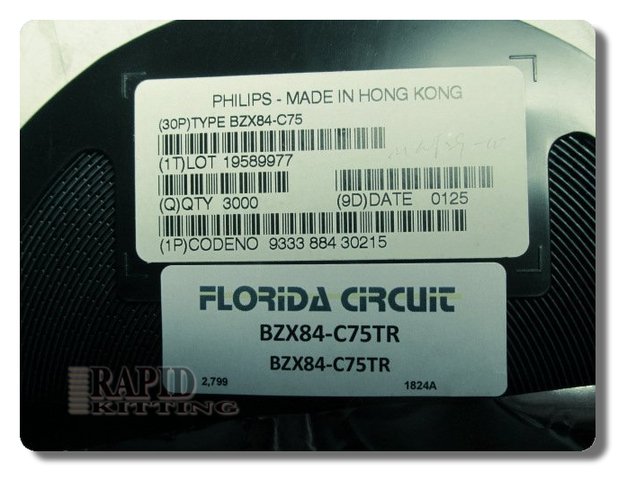 PHILIPS - MADE IN HONG KONG
(30P)TYPE BZX84-C75
(1T)LOT 19589977
(Q)QTY 3000 (9D)DATE 0125
(1P)CODENO 9333 884 30215
FLORIDA CIRCUIT
BZX84-C75TR
BZX84-C75TR
2,799 1824A
RAPID
KITTING